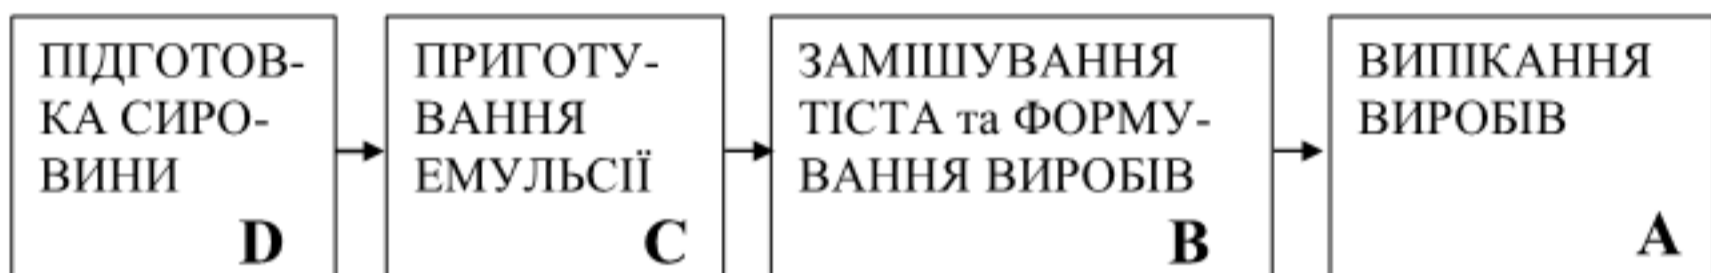 ПІДГОТОВ-
КА СИРО-
ВИНИ
D
ПРИГОТУ-
ВАННЯ
ЕМУЛЬСІЇ
C
ЗАМІШУВАННЯ
ТІСТА та ФОРМУ-
ВАННЯ ВИРОБІВ
B
ВИПІКАННЯ
ВИРОБІВ
A